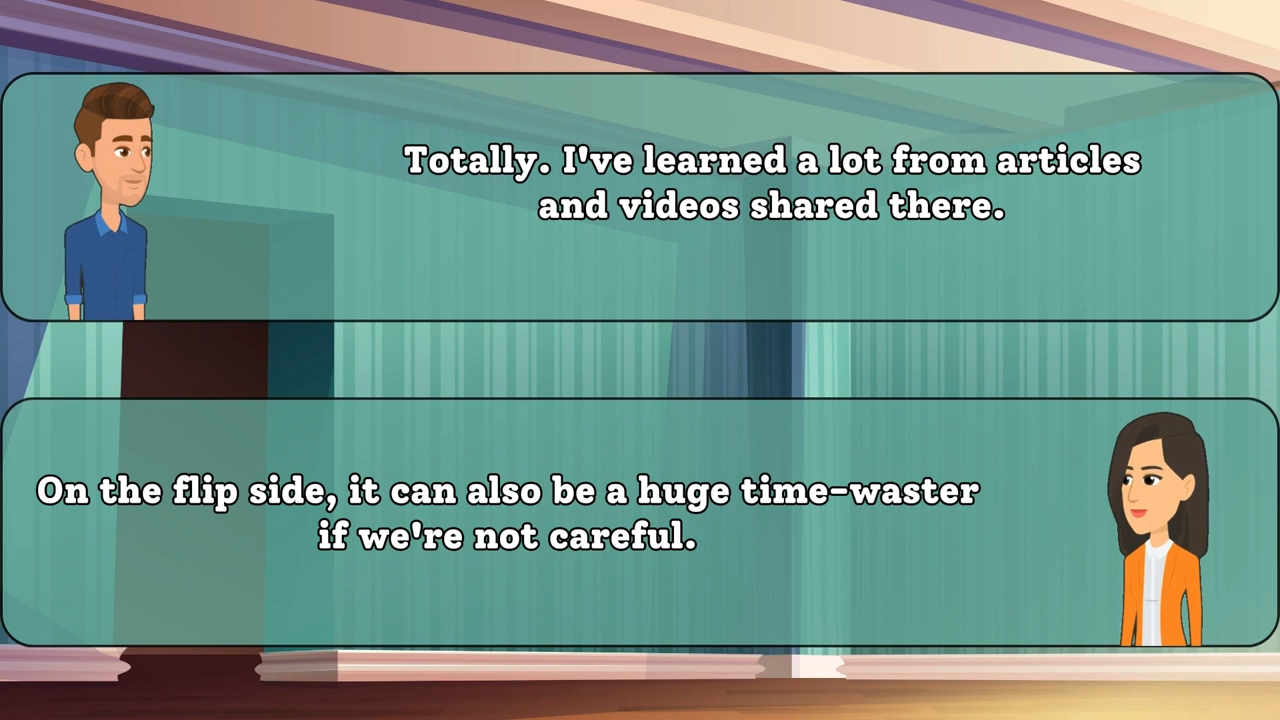 Totally. I've learned a lot from articles
and videos shared there.
On the flip side, it can also be a huge time-waster
if we're not careful.